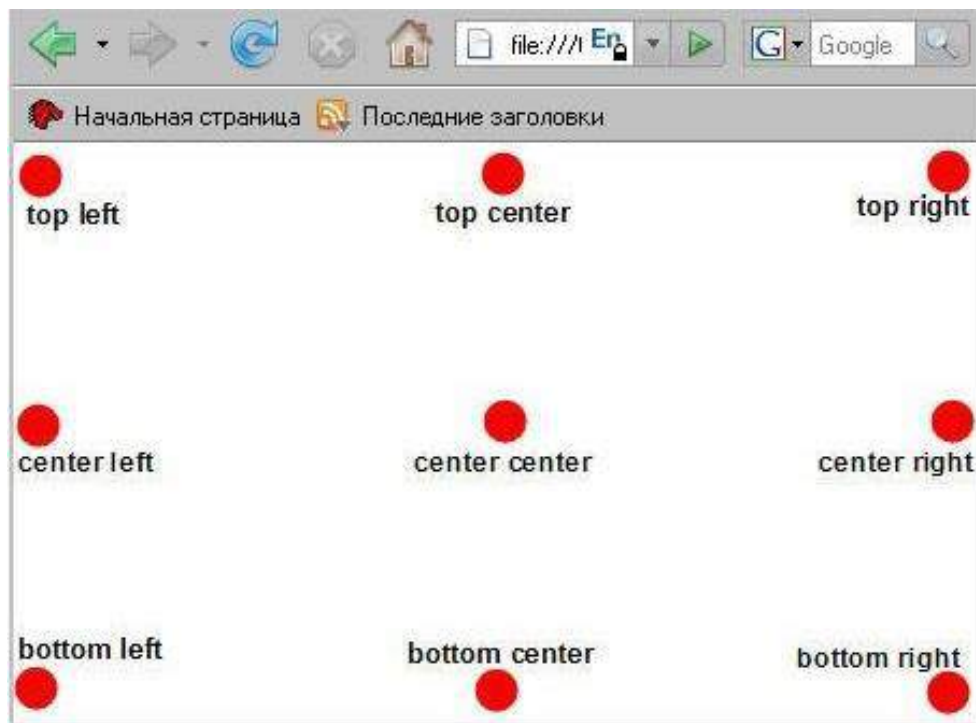 file:///I En Google
Начальная страница Последние заголовки
top left top center top right
center left center center center right
bottom left bottom center bottom right